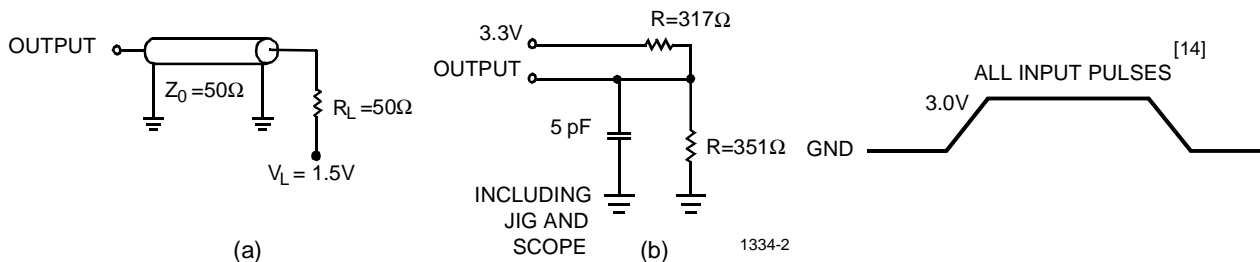 OUTPUT
Z0 =50Ω
RL =50Ω
VL = 1.5V
(a)
R=317Ω
3.3V
OUTPUT
5 pF
R=351Ω
INCLUDING
JIG AND
SCOPE
(b)
1334-2
[14]
ALL INPUT PULSES
3.0V
GND